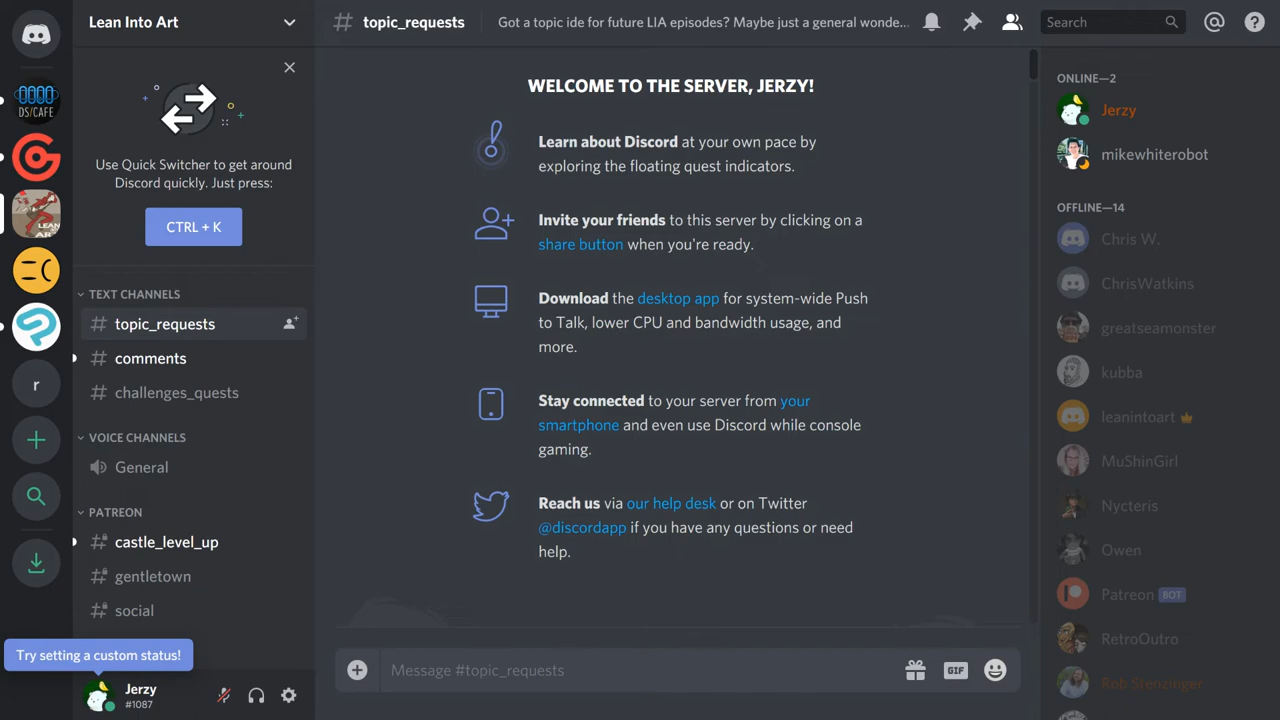 Lean Into Art
Use Quick Switcher to get around
Discord quickly. Just press:
CTRL + K
TEXT CHANNELS
# topic_requests
# comments
# challenges_quests
VOICE CHANNELS
General
PATREON
# castle_level_up
# gentletown
# social
Try setting a custom status!
Jerzy
#1087
DS/CAFE
r
# topic_requests
Got a topic ide for future LIA episodes? Maybe just a general wonde...
Search
WELCOME TO THE SERVER, JERZY!
Learn about Discord at your own pace by
exploring the floating quest indicators.
Invite your friends to this server by clicking on a
share button when you're ready.
Download the desktop app for system-wide Push
to Talk, lower CPU and bandwidth usage, and
more.
Stay connected to your server from your
smartphone and even use Discord while console
gaming.
Reach us via our help desk or on Twitter
@discordapp if you have any questions or need
help.
Message #topic_requests
GIF
ONLINE—2
Jerzy
mikewhiterobot
OFFLINE—14
Chris W.
ChrisWatkins
greatseamonster
kubba
leanintoart
MuShinGirl
Nycteris
Owen
Patreon BOT
RetroOutro
Rob Stenzinger